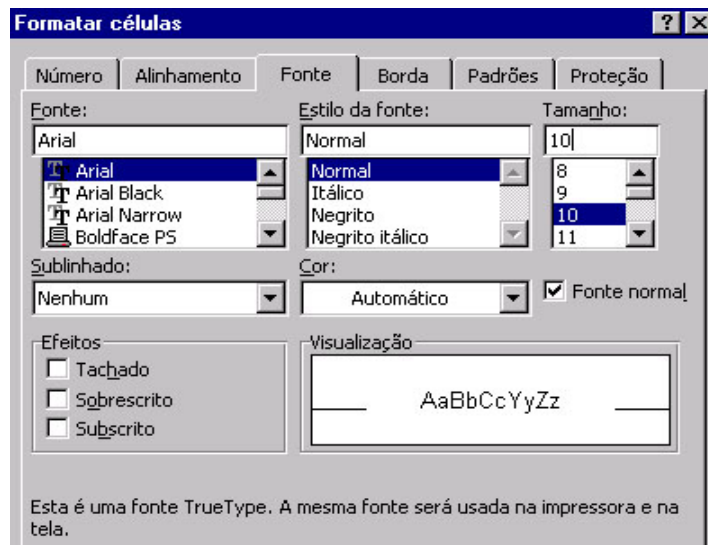 Formatar células
Número Alinhamento Fonte Borda Padrões Proteção
Fonte: Estilo da fonte: Tamanho:
Arial Normal 10
Arial Normal 8
Arial Black Itálico 9
Arial Narrow Negrito 10
Boldface PS Negrito itálico 11
Sublinhado: Cor:
Nenhum Automático Fonte normal
Efeitos Visualização
Tachado
Sobrescrito AaBbCcYyZz
Subscrito
Esta é uma fonte TrueType. A mesma fonte será usada na impressora e na
tela.